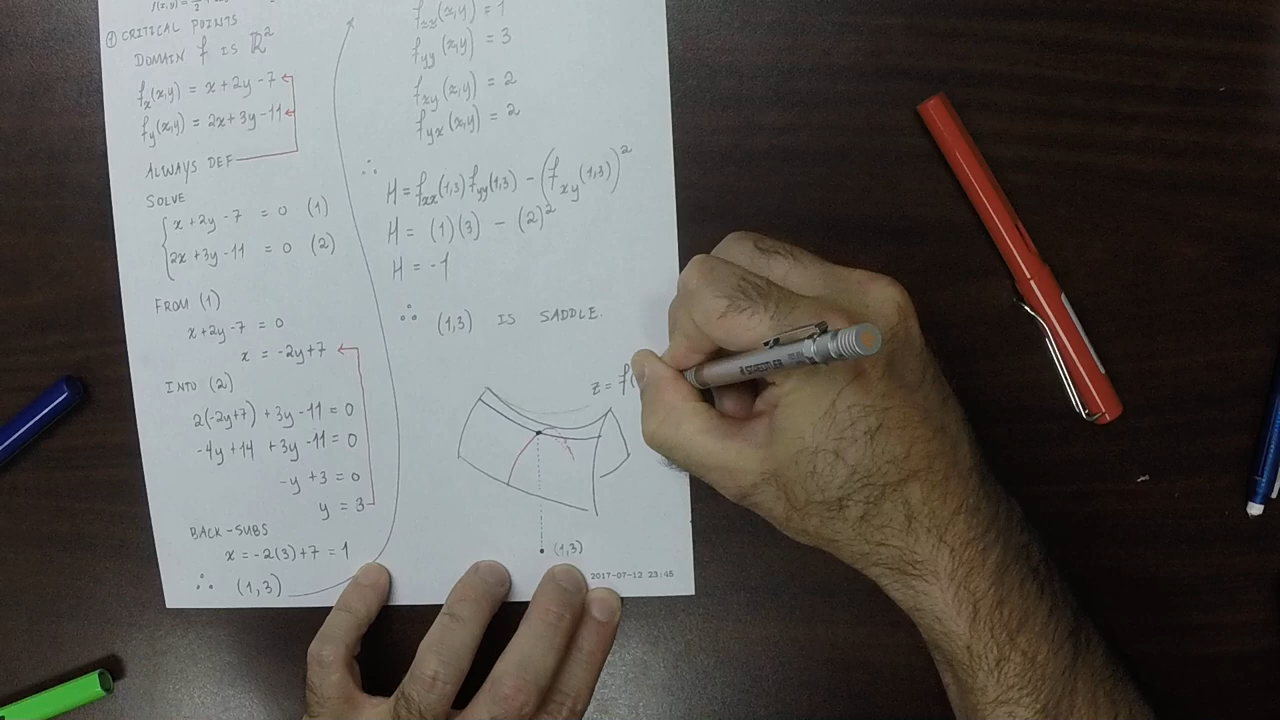 f(x,y) =
① CRITICAL POINTS
DOMAIN f IS ℝ²
fₓ(x,y) = x + 2y - 7
f_y(x,y) = 2x + 3y - 11
ALWAYS DEF
SOLVE
x + 2y - 7 = 0 (1)
2x + 3y - 11 = 0 (2)
FROM (1)
x + 2y - 7 = 0
x = -2y + 7
INTO (2)
2(-2y+7) + 3y - 11 = 0
-4y + 14 + 3y - 11 = 0
-y + 3 = 0
y = 3
BACK-SUBS
x = -2(3) + 7 = 1
∴ (1,3)
f_xx(x,y) = 1
f_yy(x,y) = 3
f_xy(x,y) = 2
f_yx(x,y) = 2
∴
H = f_xx(1,3) f_yy(1,3) - (f_xy(1,3))²
H = (1)(3) - (2)²
H = -1
∴ (1,3) IS SADDLE.
z = f(
(1,3)
2017-07-12 23:45
STAEDTLER